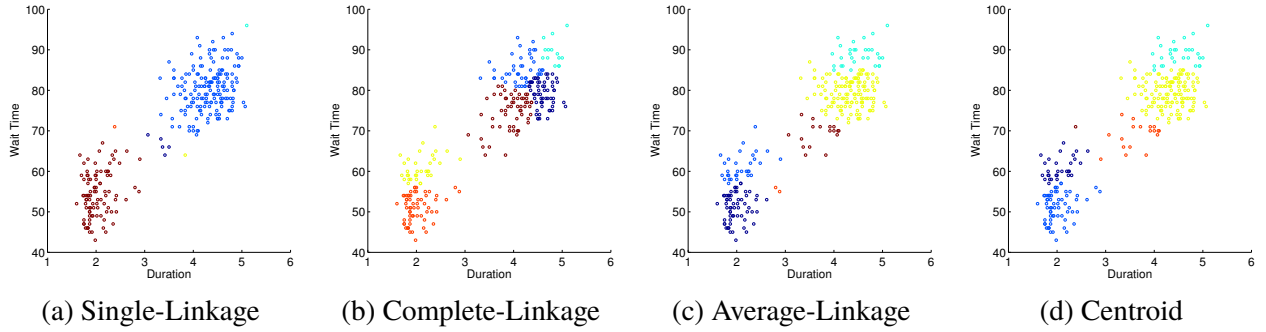 100
90
80
70
60
50
40
Wait Time
1 2 3 4 5 6
Duration
(a) Single-Linkage
100
90
80
70
60
50
40
Wait Time
1 2 3 4 5 6
Duration
(b) Complete-Linkage
100
90
80
70
60
50
40
Wait Time
1 2 3 4 5 6
Duration
(c) Average-Linkage
100
90
80
70
60
50
40
Wait Time
1 2 3 4 5 6
Duration
(d) Centroid